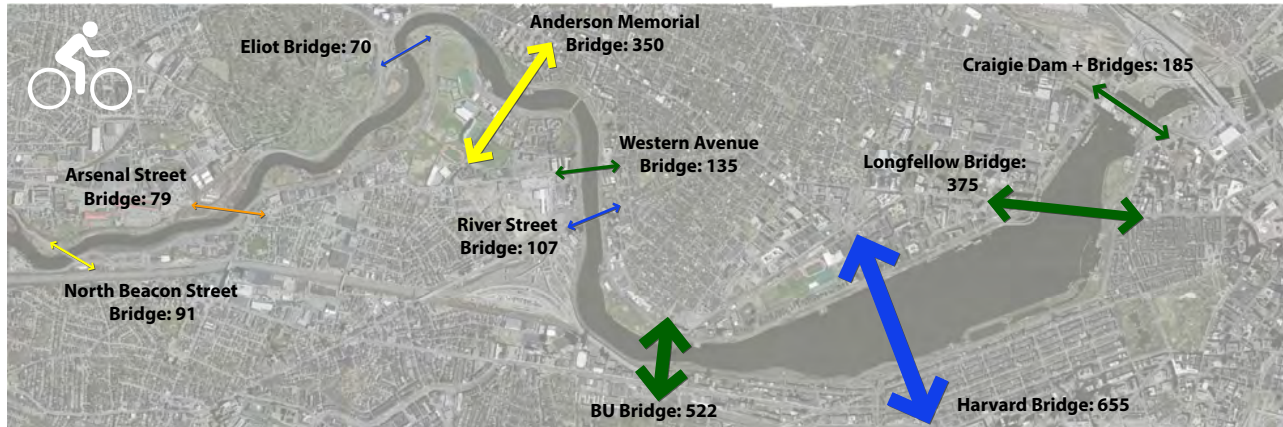 Anderson Memorial
Bridge: 350
Eliot Bridge: 70
Craigie Dam + Bridges: 185
Western Avenue
Bridge: 135
Longfellow Bridge:
375
Arsenal Street
Bridge: 79
River Street
Bridge: 107
North Beacon Street
Bridge: 91
BU Bridge: 522
Harvard Bridge: 655